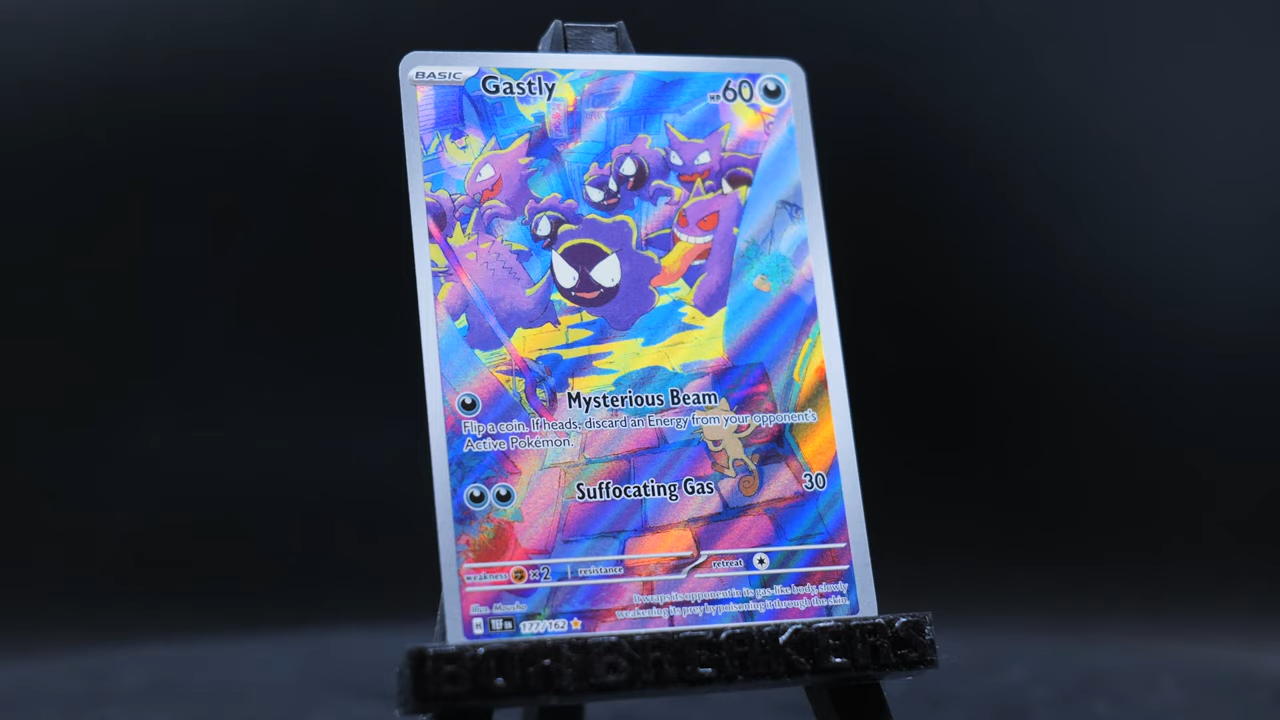 BASIC
Gastly
HP 60
Mysterious Beam
Flip a coin. If heads, discard an Energy from your opponent's
Active Pokémon.
Suffocating Gas 30
weakness ×2 resistance
retreat
It wraps its opponent in its gas-like body, slowly
weakening its prey by poisoning it through the skin.
Illus. Mousho
H TEF EN 177/162